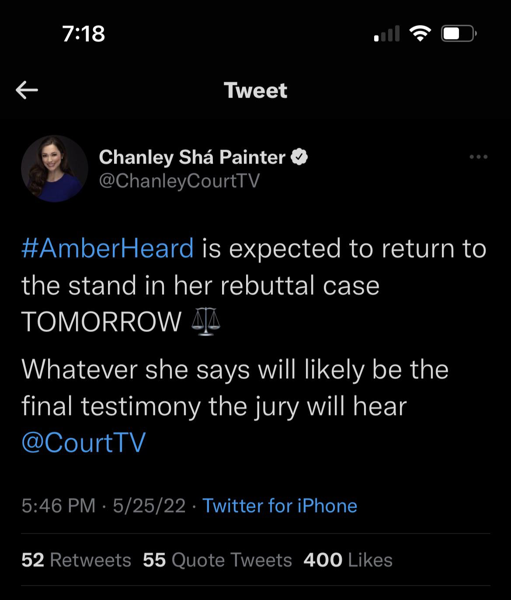 7:18
Tweet
Chanley Shá Painter
@ChanleyCourtTV
#AmberHeard is expected to return to
the stand in her rebuttal case
TOMORROW ⚖️
Whatever she says will likely be the
final testimony the jury will hear
@CourtTV
5:46 PM · 5/25/22 · Twitter for iPhone
52 Retweets 55 Quote Tweets 400 Likes